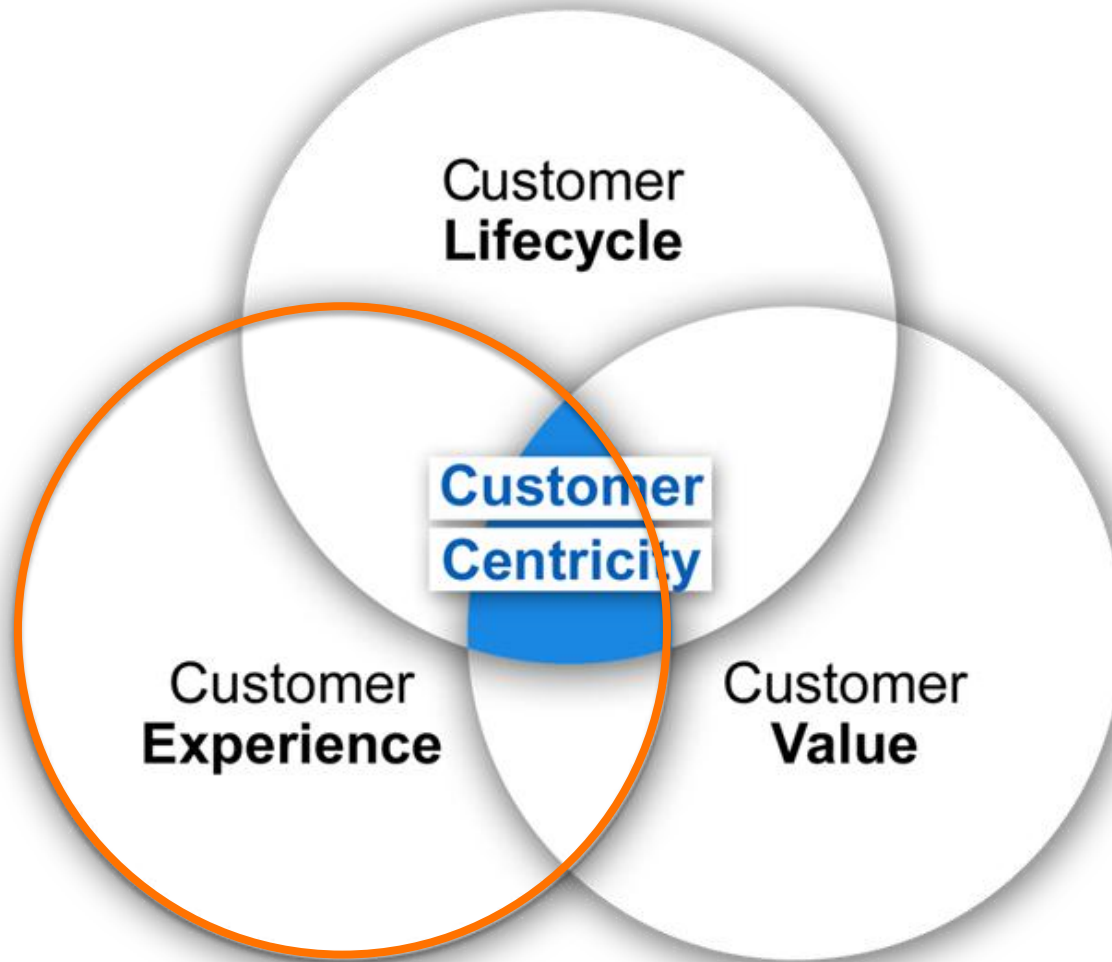 Customer
Lifecycle
Customer
Centricity
Customer
Experience
Customer
Value